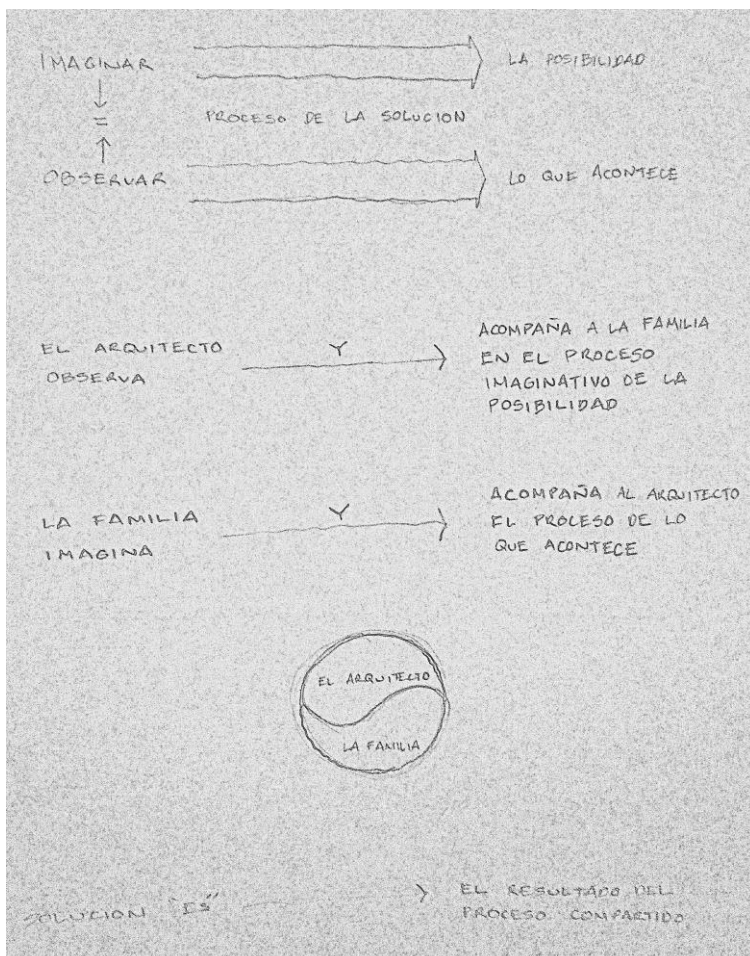 IMAGINAR
LA POSIBILIDAD
=
PROCESO DE LA SOLUCION
OBSERVAR
LO QUE ACONTECE
EL ARQUITECTO
OBSERVA
Y
ACOMPAÑA A LA FAMILIA
EN EL PROCESO
IMAGINATIVO DE LA
POSIBILIDAD
LA FAMILIA
IMAGINA
Y
ACOMPAÑA AL ARQUITECTO
EL PROCESO DE LO
QUE ACONTECE
EL ARQUITECTO
LA FAMILIA
SOLUCION "ES"
EL RESULTADO DEL
PROCESO COMPARTIDO